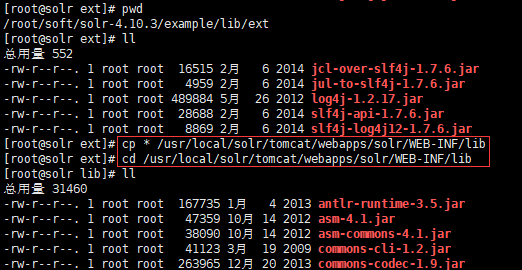 [root@solr ext]# pwd
/root/soft/solr-4.10.3/example/lib/ext
[root@solr ext]# ll
总用量 552
-rw-r--r--. 1 root root  16515 2月   6 2014 jcl-over-slf4j-1.7.6.jar
-rw-r--r--. 1 root root   4959 2月   6 2014 jul-to-slf4j-1.7.6.jar
-rw-r--r--. 1 root root 489884 5月  26 2012 log4j-1.2.17.jar
-rw-r--r--. 1 root root  28688 2月   6 2014 slf4j-api-1.7.6.jar
-rw-r--r--. 1 root root   8869 2月   6 2014 slf4j-log4j12-1.7.6.jar
[root@solr ext]# cp * /usr/local/solr/tomcat/webapps/solr/WEB-INF/lib
[root@solr ext]# cd /usr/local/solr/tomcat/webapps/solr/WEB-INF/lib
[root@solr lib]# ll
总用量 31460
-rw-r--r--. 1 root root  167735 1月   4 2013 antlr-runtime-3.5.jar
-rw-r--r--. 1 root root   47359 10月 14 2012 asm-4.1.jar
-rw-r--r--. 1 root root   38090 10月 14 2012 asm-commons-4.1.jar
-rw-r--r--. 1 root root   41123 3月  19 2009 commons-cli-1.2.jar
-rw-r--r--. 1 root root  263965 12月 20 2013 commons-codec-1.9.jar